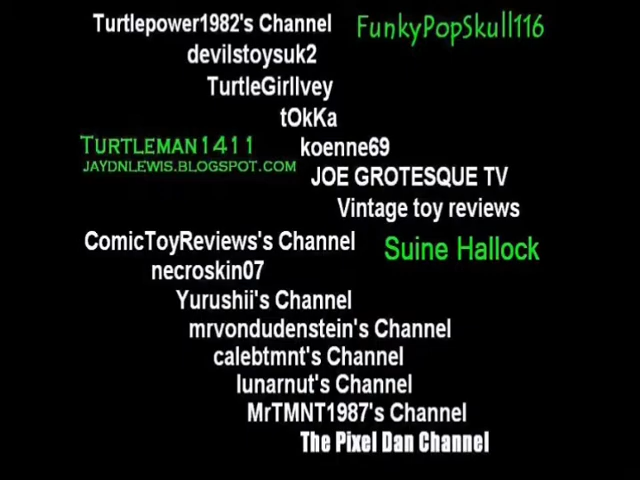 Turtlepower1982's Channel
FunkyPopSkull116
devilstoysuk2
TurtleGirlIvey
tOkKa
TURTLEMAN1411
koenne69
JAYDNLEWIS.BLOGSPOT.COM
JOE GROTESQUE TV
Vintage toy reviews
ComicToyReviews's Channel
Suine Hallock
necroskin07
Yurushii's Channel
mrvondudenstein's Channel
calebtmnt's Channel
lunarnut's Channel
MrTMNT1987's Channel
The Pixel Dan Channel